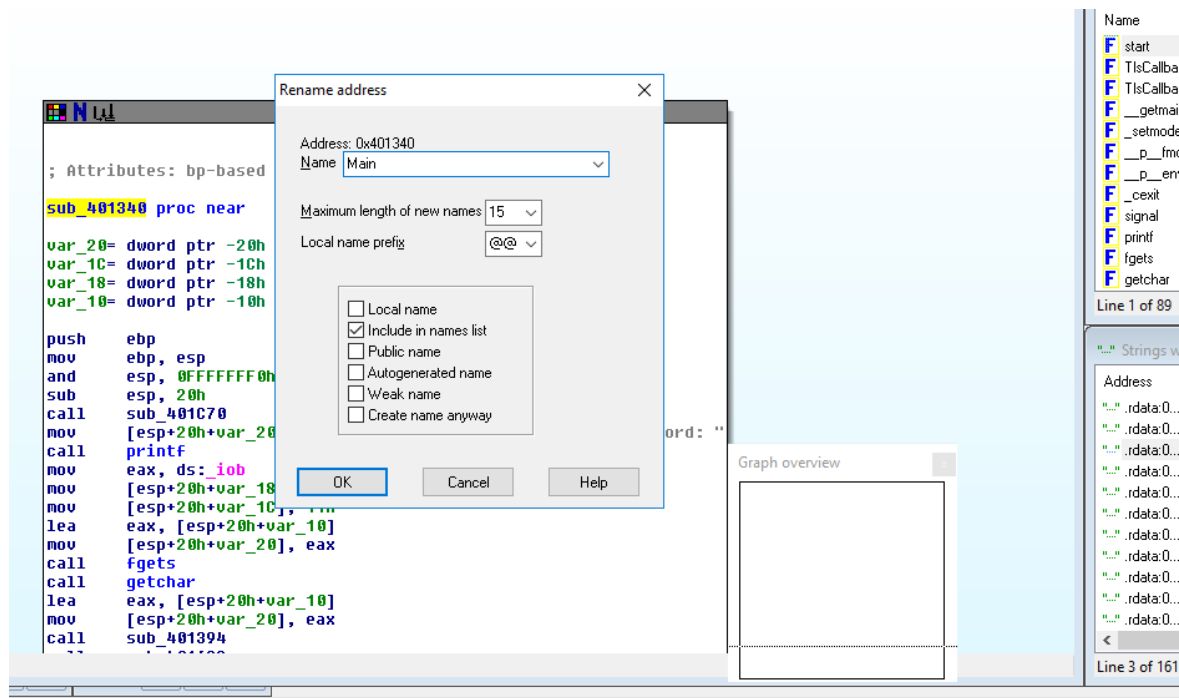 Name
start
TlsCallba
TlsCallba
__getmai
_setmode
__p__fmo
__p__env
_cexit
signal
printf
fgets
getchar
Line 1 of 89
Strings w
Address
.rdata:0...
.rdata:0...
.rdata:0...
.rdata:0...
.rdata:0...
.rdata:0...
.rdata:0...
.rdata:0...
.rdata:0...
.rdata:0...
.rdata:0...
Line 3 of 161
Rename address
Address: 0x401340
Name Main
Maximum length of new names 15
Local name prefix @@
Local name
Include in names list
Public name
Autogenerated name
Weak name
Create name anyway
OK Cancel Help
; Attributes: bp-based
sub_401340 proc near
var_20= dword ptr -20h
var_1C= dword ptr -1Ch
var_18= dword ptr -18h
var_10= dword ptr -10h
push ebp
mov ebp, esp
and esp, 0FFFFFFF0h
sub esp, 20h
call sub_401C70
mov [esp+20h+var_20 ord: "
call printf
mov eax, ds:_iob
mov [esp+20h+var_18
mov [esp+20h+var_1C], 11h
lea eax, [esp+20h+var_10]
mov [esp+20h+var_20], eax
call fgets
call getchar
lea eax, [esp+20h+var_10]
mov [esp+20h+var_20], eax
call sub_401394
Graph overview